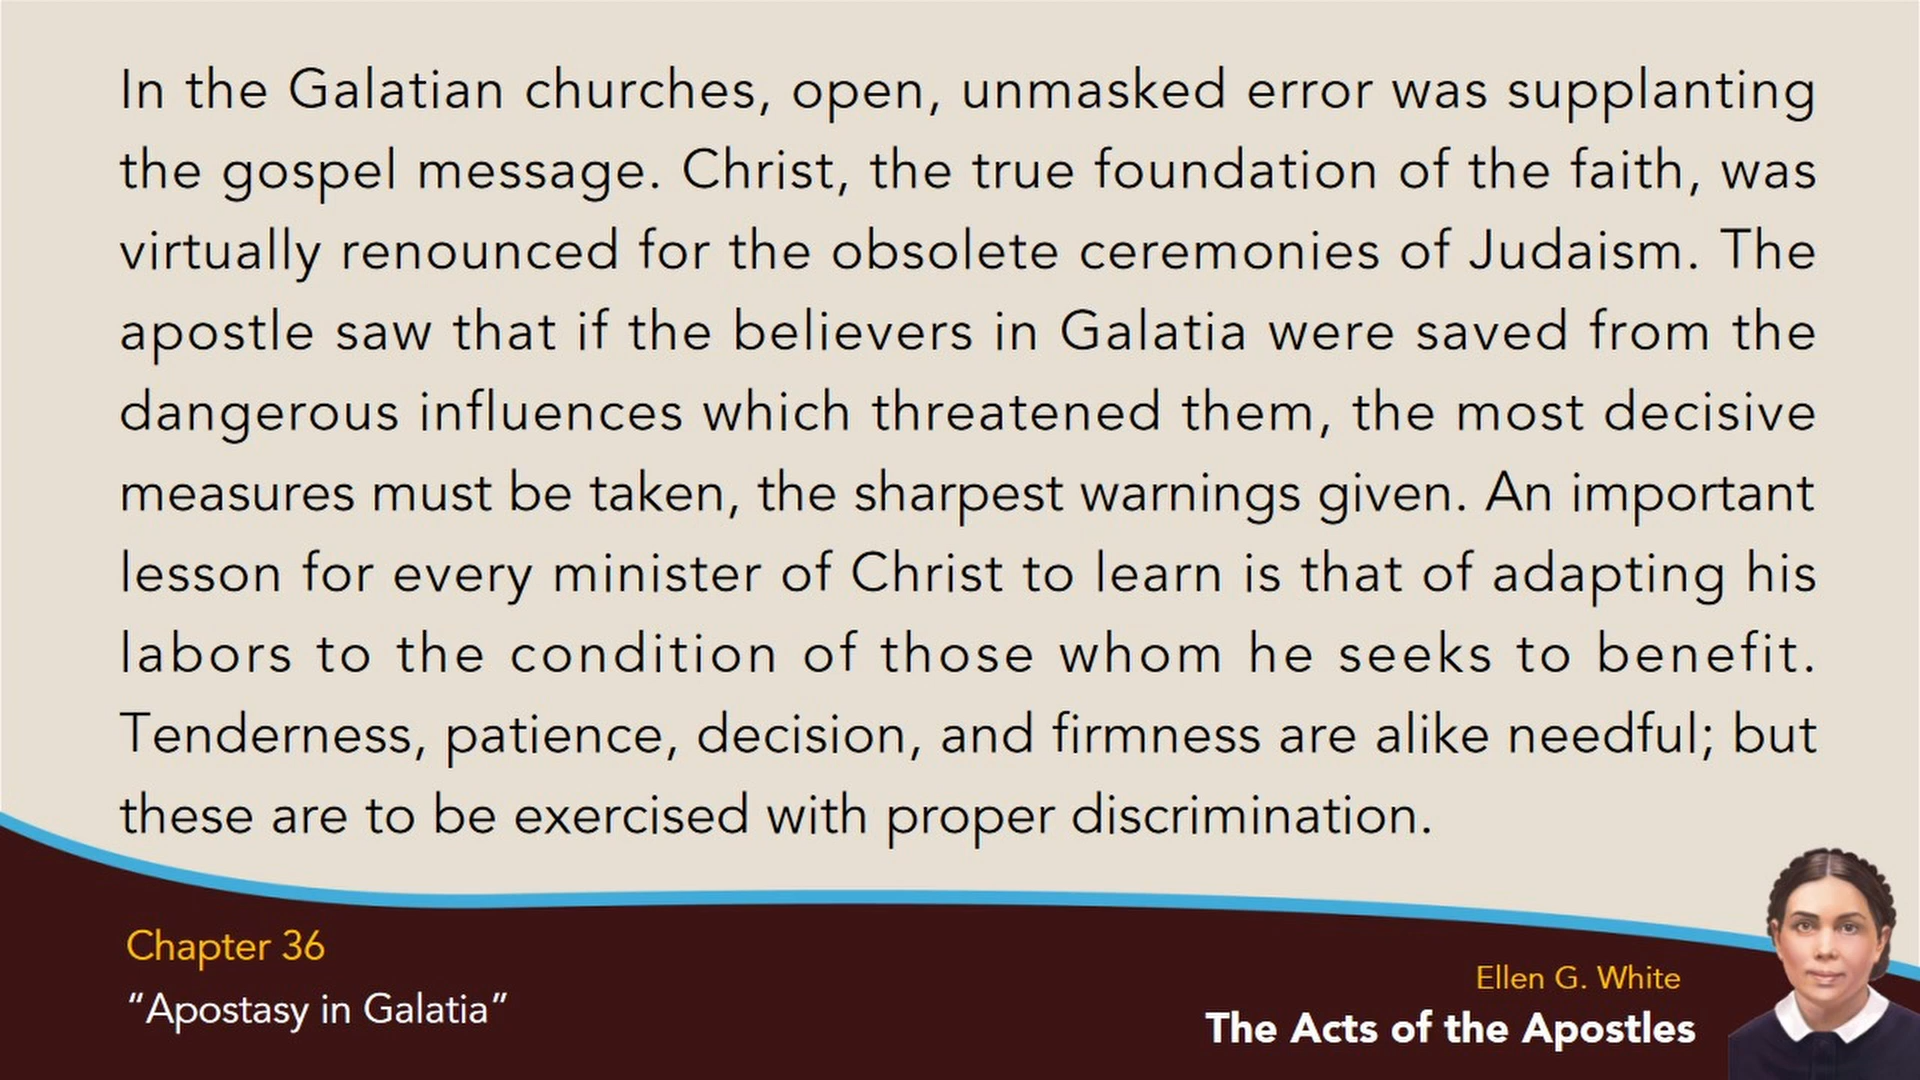 In the Galatian churches, open, unmasked error was supplanting
the gospel message. Christ, the true foundation of the faith, was
virtually renounced for the obsolete ceremonies of Judaism. The
apostle saw that if the believers in Galatia were saved from the
dangerous influences which threatened them, the most decisive
measures must be taken, the sharpest warnings given. An important
lesson for every minister of Christ to learn is that of adapting his
labors to the condition of those whom he seeks to benefit.
Tenderness, patience, decision, and firmness are alike needful; but
these are to be exercised with proper discrimination.
Chapter 36
“Apostasy in Galatia”
Ellen G. White
The Acts of the Apostles